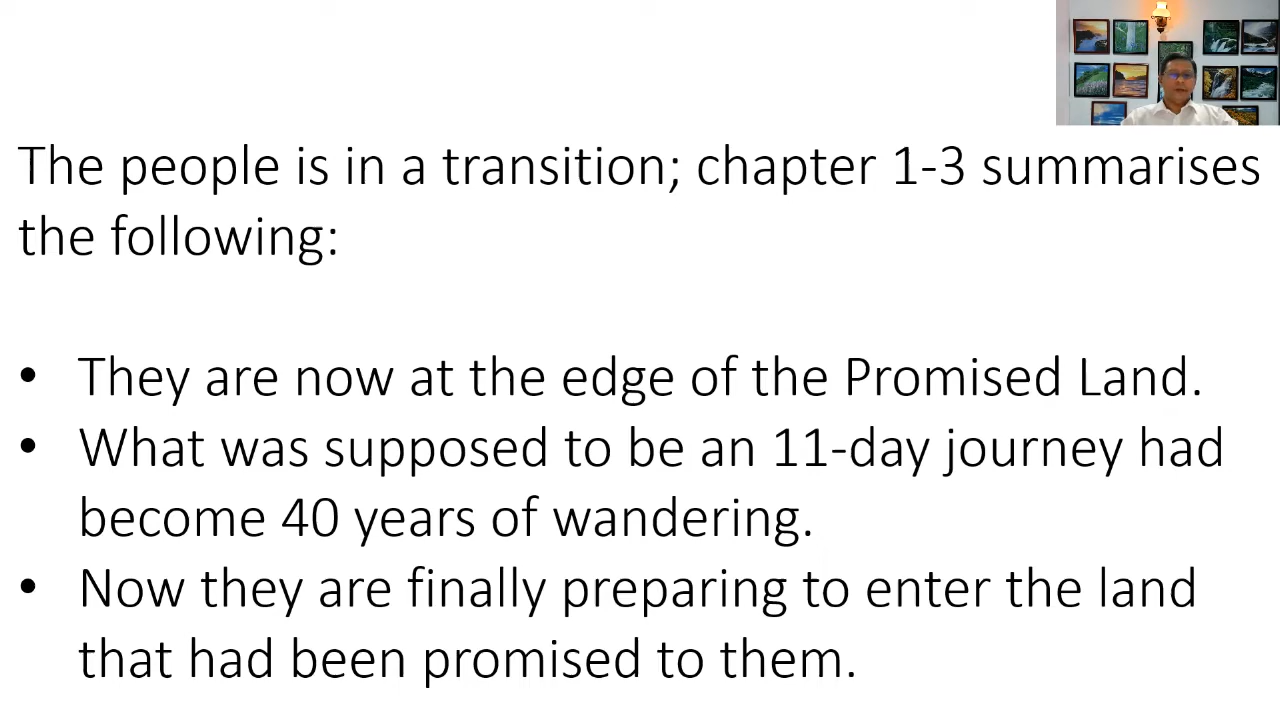 The people is in a transition; chapter 1-3 summarises
the following:
• They are now at the edge of the Promised Land.
• What was supposed to be an 11-day journey had
become 40 years of wandering.
• Now they are finally preparing to enter the land
that had been promised to them.